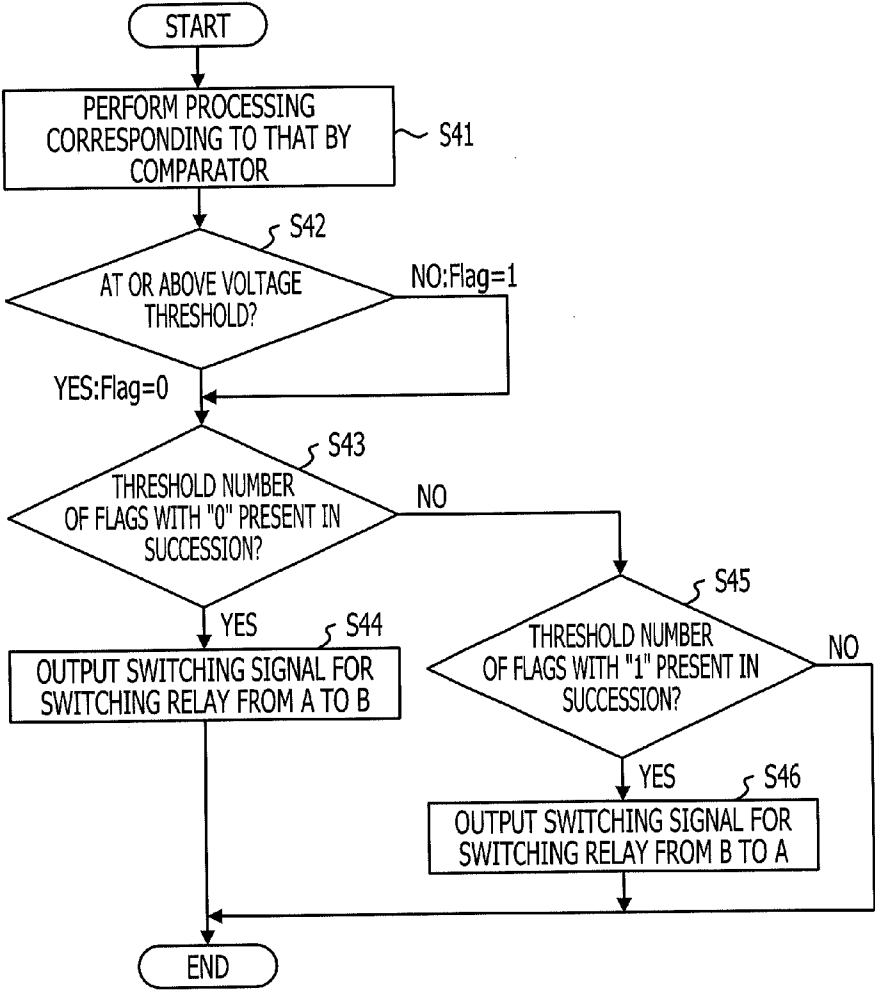 START
PERFORM PROCESSING
CORRESPONDING TO THAT BY
COMPARATOR
S41
S42
AT OR ABOVE VOLTAGE
THRESHOLD?
NO:Flag=1
YES:Flag=0
S43
THRESHOLD NUMBER
OF FLAGS WITH "0" PRESENT IN
SUCCESSION?
NO
YES
S44
OUTPUT SWITCHING SIGNAL FOR
SWITCHING RELAY FROM A TO B
S45
THRESHOLD NUMBER
OF FLAGS WITH "1" PRESENT IN
SUCCESSION?
NO
YES
S46
OUTPUT SWITCHING SIGNAL FOR
SWITCHING RELAY FROM B TO A
END